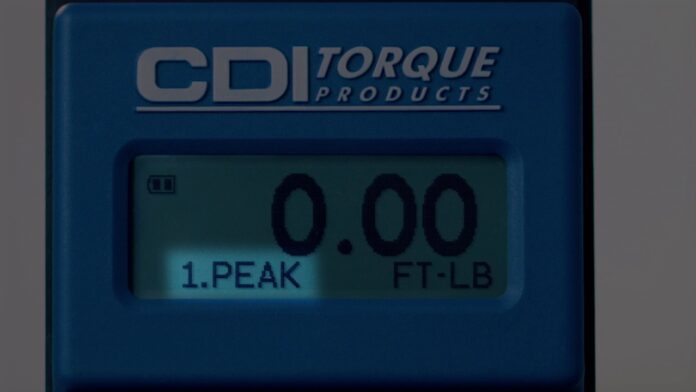 CDI TORQUE
PRODUCTS
0.00
1.PEAK FT-LB